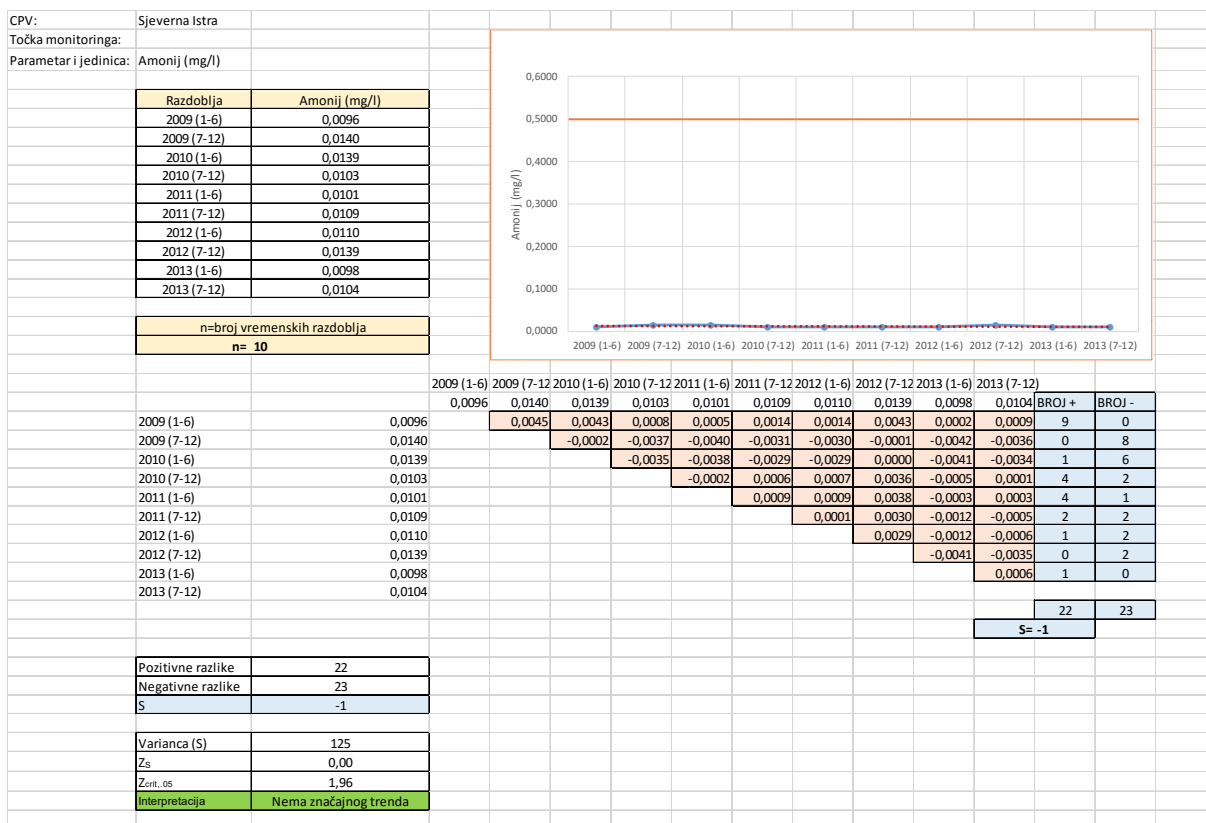 CPV: Sjeverna Istra
Točka monitoringa:
Parametar i jedinica: Amonij (mg/l)
Razdoblja Amonij (mg/l)
2009 (1-6) 0,0096
2009 (7-12) 0,0140
2010 (1-6) 0,0139
2010 (7-12) 0,0103
2011 (1-6) 0,0101
2011 (7-12) 0,0109
2012 (1-6) 0,0110
2012 (7-12) 0,0139
2013 (1-6) 0,0098
2013 (7-12) 0,0104
n=broj vremenskih razdoblja
n= 10
Amonij (mg/l)
0,6000
0,5000
0,4000
0,3000
0,2000
0,1000
0,0000
2009 (1-6) 2009 (7-12) 2010 (1-6) 2010 (7-12) 2011 (1-6) 2011 (7-12) 2012 (1-6) 2012 (7-12) 2013 (1-6) 2013 (7-12)
2009 (1-6) 2009 (7-12 2010 (1-6) 2010 (7-12 2011 (1-6) 2011 (7-12 2012 (1-6) 2012 (7-12 2013 (1-6) 2013 (7-12)
0,0096 0,0140 0,0139 0,0103 0,0101 0,0109 0,0110 0,0139 0,0098 0,0104 BROJ + BROJ -
2009 (1-6) 0,0096 0,0045 0,0043 0,0008 0,0005 0,0014 0,0014 0,0043 0,0002 0,0009 9 0
2009 (7-12) 0,0140 -0,0002 -0,0037 -0,0040 -0,0031 -0,0030 -0,0001 -0,0042 -0,0036 0 8
2010 (1-6) 0,0139 -0,0035 -0,0038 -0,0029 -0,0029 0,0000 -0,0041 -0,0034 1 6
2010 (7-12) 0,0103 -0,0002 0,0006 0,0007 0,0036 -0,0005 0,0001 4 2
2011 (1-6) 0,0101 0,0009 0,0009 0,0038 -0,0003 0,0003 4 1
2011 (7-12) 0,0109 0,0001 0,0030 -0,0012 -0,0005 2 2
2012 (1-6) 0,0110 0,0029 -0,0012 -0,0006 1 2
2012 (7-12) 0,0139 -0,0041 -0,0035 0 2
2013 (1-6) 0,0098 0,0006 1 0
2013 (7-12) 0,0104
22 23
S= -1
Pozitivne razlike 22
Negativne razlike 23
S -1
Varianca (S) 125
Zs 0,00
Zcrit,.05 1,96
Interpretacija Nema značajnog trenda